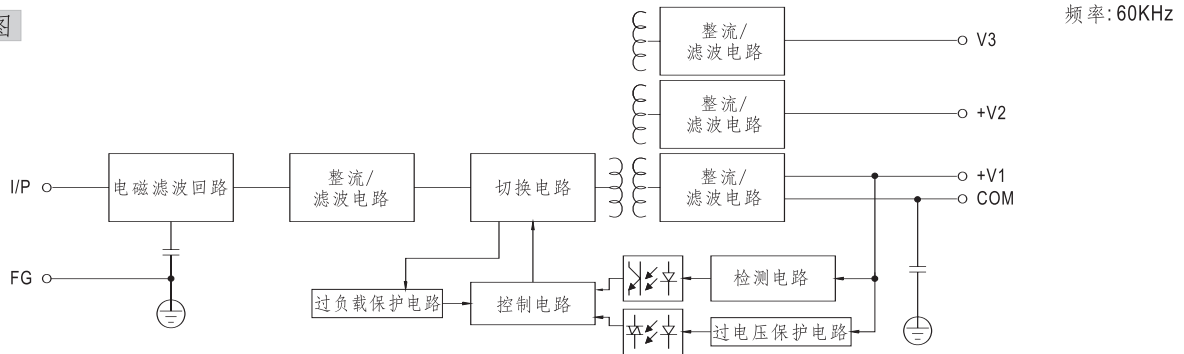 图
频率:60KHz
整流/
滤波电路
V3
整流/
滤波电路
+V2
I/P
电磁滤波回路
整流/
滤波电路
切换电路
整流/
滤波电路
+V1
COM
FG
过负载保护电路
控制电路
检测电路
过电压保护电路